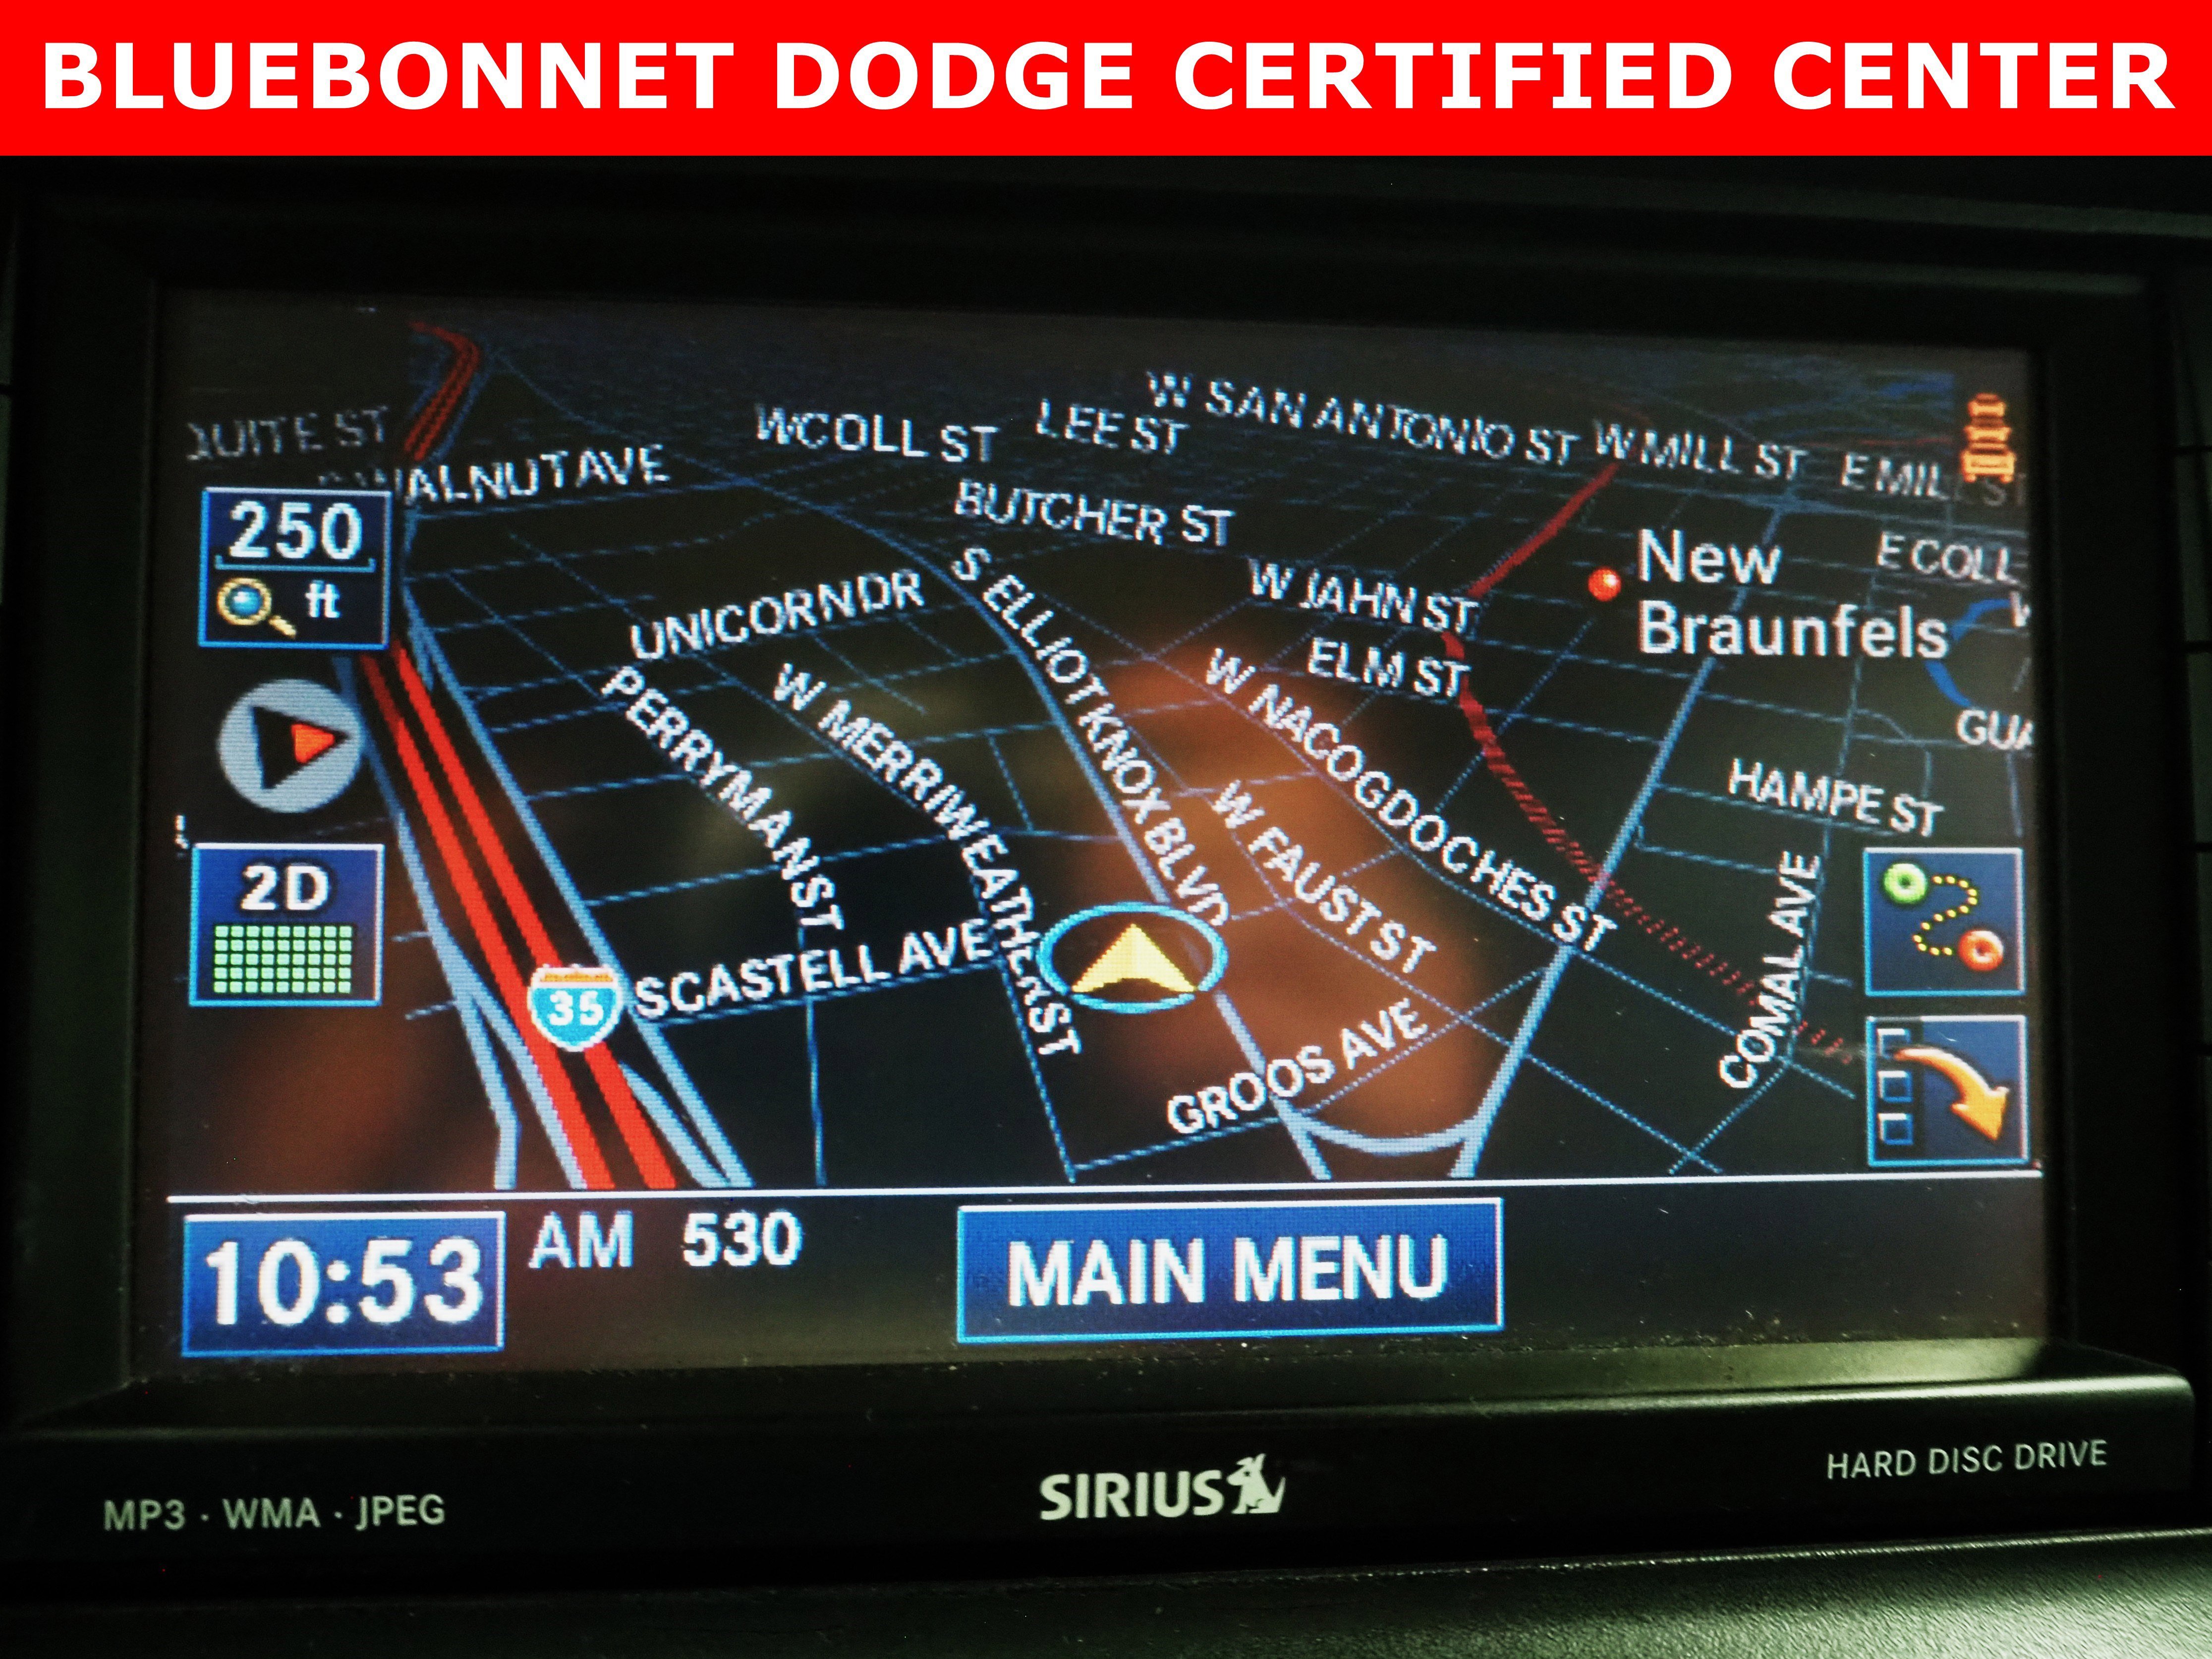 BLUEBONNET DODGE CERTIFIED CENTER
W SAN ANTONIO ST
W MILL ST
LEE ST
WCOLL ST
ST
WALNUT AVE
250
ft
BUTCHER ST
New
Braunfels
E COLL
UNICORN DR
S ELLIOT KNOX BLVD
W JAHN ST
ELM ST
PERRYMAN ST
W MERRIWEATHER ST
W NACOGDOCHES ST
W FAUST ST
HAMPE ST
2D
35
S CASTELL AVE
GROOS AVE
COMAL AVE
10:53
AM 530
MAIN MENU
MP3 · WMA · JPEG
SIRIUS
HARD DISC DRIVE